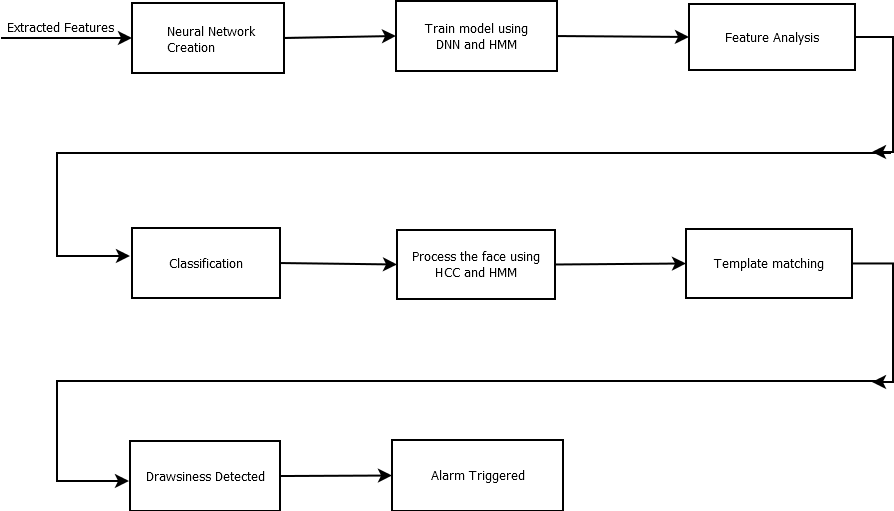 Extracted Features
Neural Network
Creation
Train model using
DNN and HMM
Feature Analysis
Classification
Process the face using
HCC and HMM
Template matching
Drawsiness Detected
Alarm Triggered